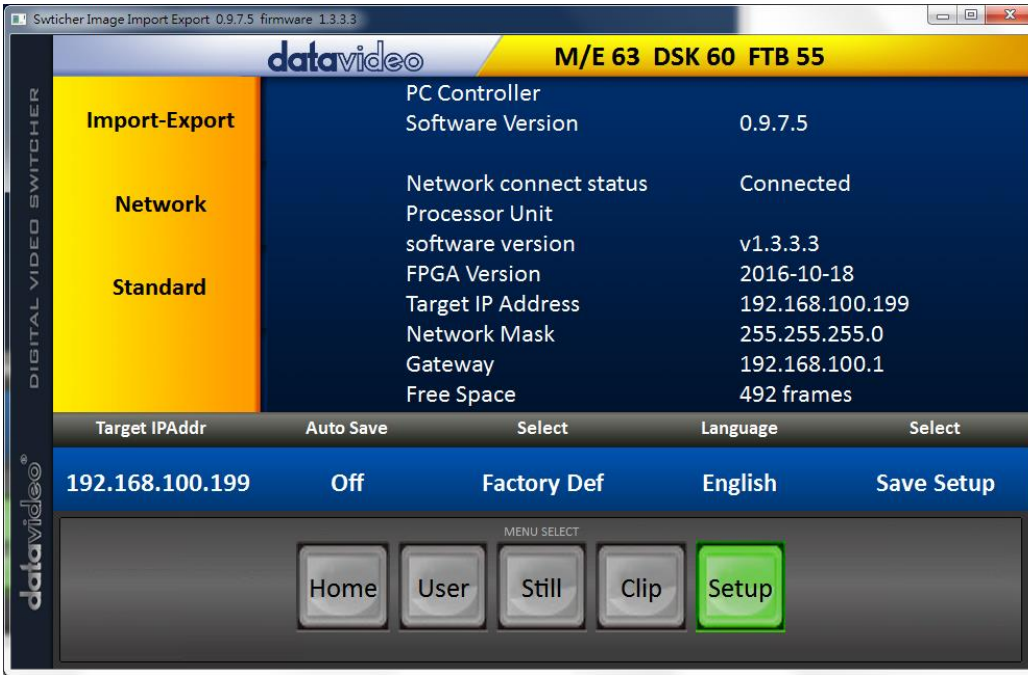 Swticher Image Import Export 0.9.7.5 firmware 1.3.3.3
datavideo
M/E 63 DSK 60 FTB 55
DIGITAL VIDEO SWITCHER
datavideo®
Import-Export
Network
Standard
PC Controller
Software Version 0.9.7.5
Network connect status Connected
Processor Unit
software version v1.3.3.3
FPGA Version 2016-10-18
Target IP Address 192.168.100.199
Network Mask 255.255.255.0
Gateway 192.168.100.1
Free Space 492 frames
Target IPAddr Auto Save Select Language Select
192.168.100.199 Off Factory Def English Save Setup
MENU SELECT
Home User Still Clip Setup